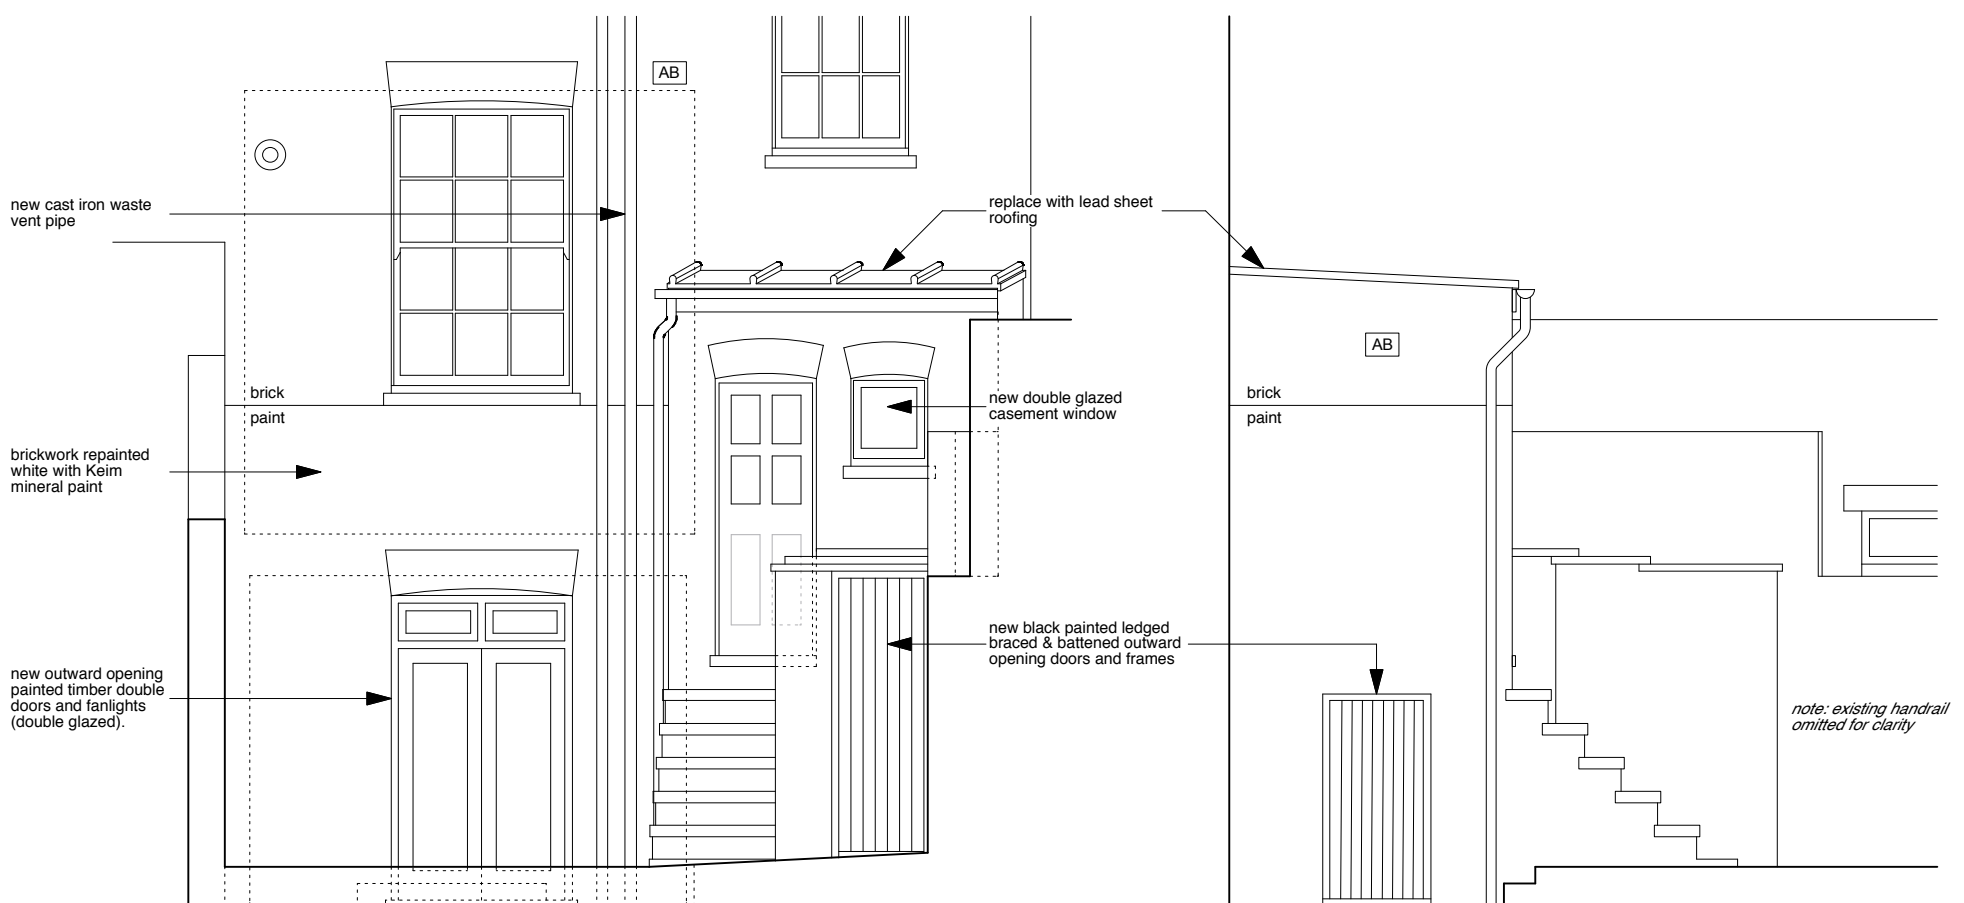 AB
new cast iron waste
vent pipe
replace with lead sheet
roofing
AB
brick
paint
new double glazed
casement window
brick
paint
brickwork repainted
white with Keim
mineral paint
new black painted ledged
braced & battened outward
opening doors and frames
new outward opening
painted timber double
doors and fanlights
(double glazed).
note: existing handrail
omitted for clarity